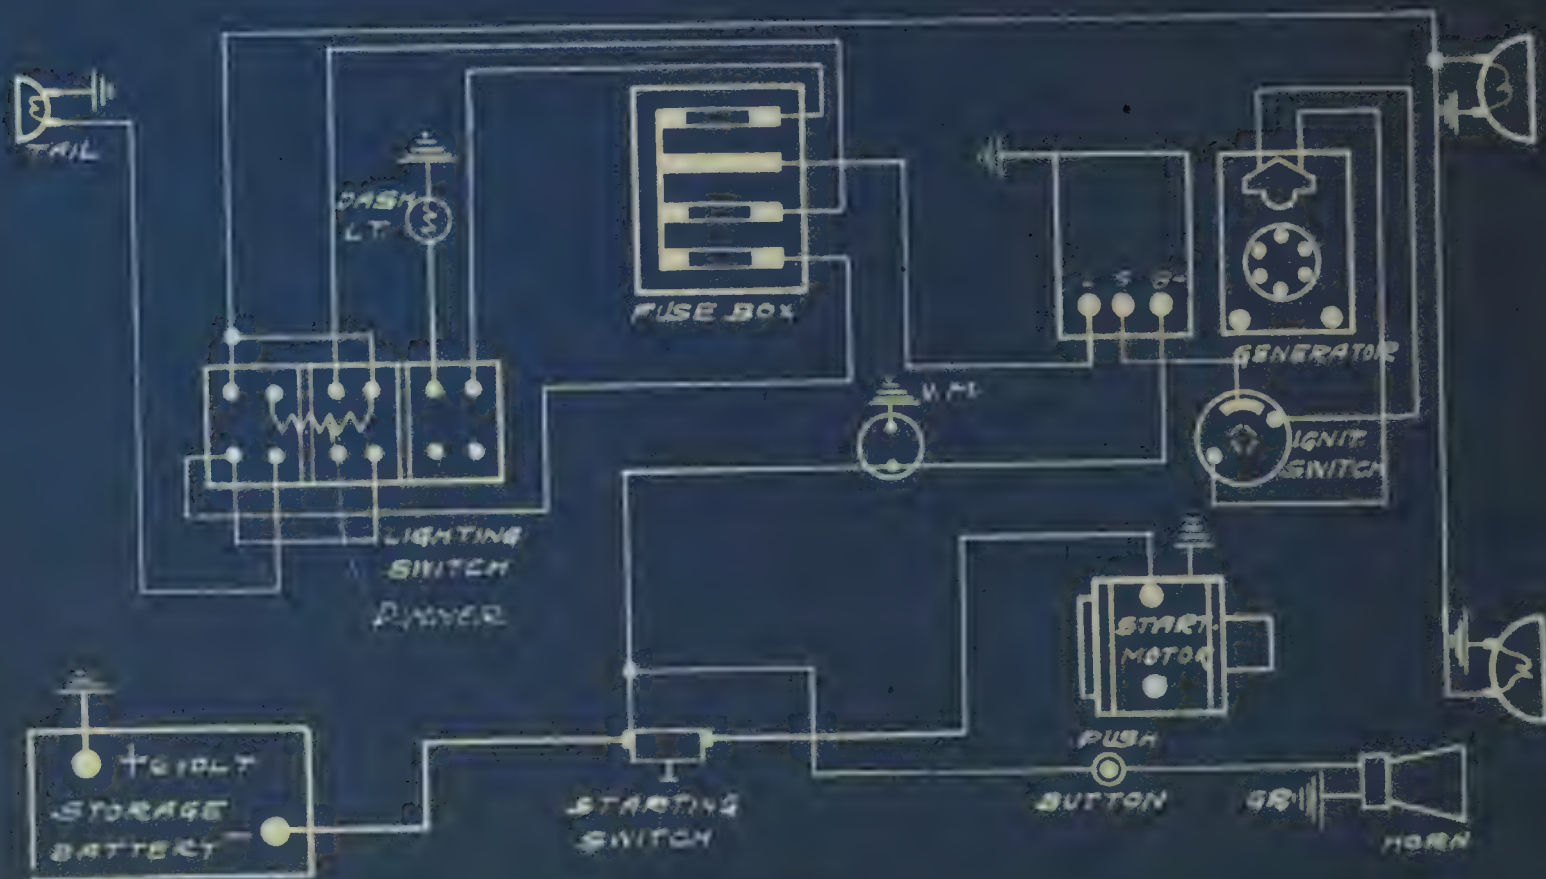 TAIL
DASH
LT.
FUSE BOX
GENERATOR
IGNIT.
SWITCH
LIGHTING
SWITCH
DIMMER
START.
MOTOR
+ 6 VOLT
STORAGE
BATTERY -
STARTING
SWITCH
PUSH
BUTTON
GR
HORN